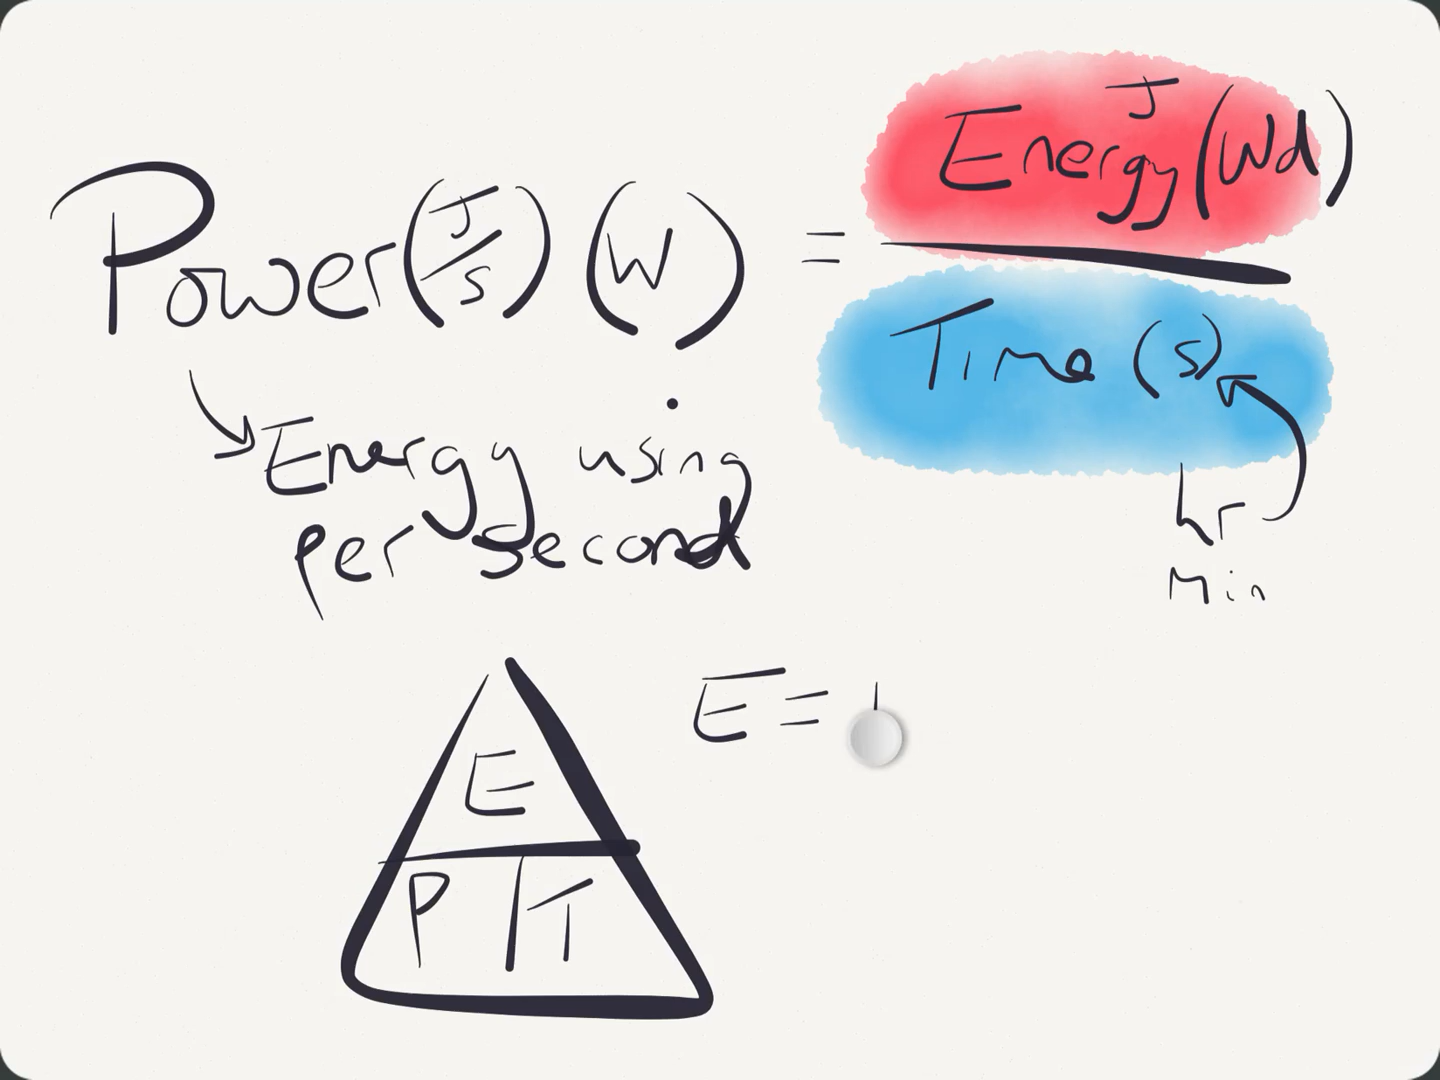 Power (J/s) (W) = Energy J (Wd)
Time (s)
hr
Min
Energy using
per second
E =
E
P T